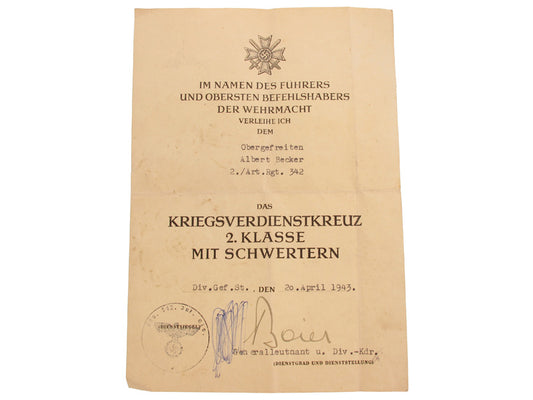 IM NAMEN DES FÜHRERS
UND OBERSTEN BEFEHLSHABERS
DER WEHRMACHT
VERLEIHE ICH
DEM
Obergefreiten
Albert Becker
2./Art.Rgt. 342
DAS
KRIEGSVERDIENSTKREUZ
2. KLASSE
MIT SCHWERTERN
Div.Gef.St. , DEN 20.April 1943.
(DIENSTSIEGEL)
Baier
Generalleutnant u. Div.-Kdr.
(DIENSTGRAD UND DIENSTSTELLUNG)